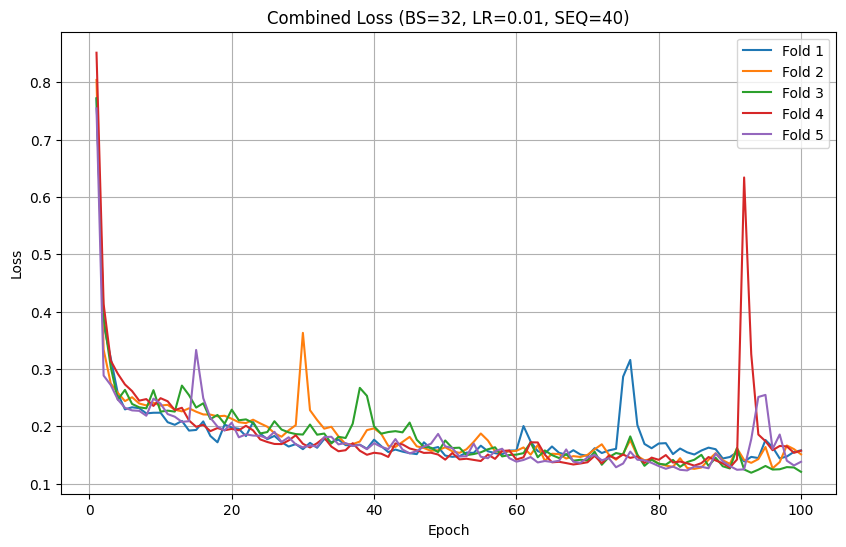 Combined Loss (BS=32, LR=0.01, SEQ=40)
Fold 1
Fold 2
Fold 3
Fold 4
Fold 5
Loss
0.8
0.7
0.6
0.5
0.4
0.3
0.2
0.1
0 20 40 60 80 100
Epoch